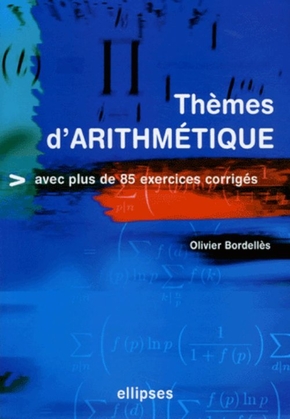 Thèmes
d'ARITHMÉTIQUE
> avec plus de 85 exercices corrigés
Olivier Bordellès
ellipses